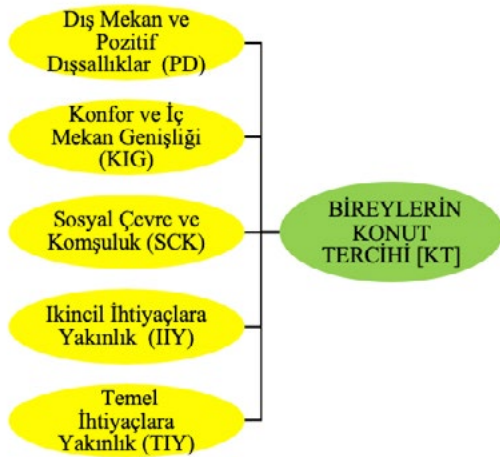 Dış Mekan ve
Pozitif
Dışsallıklar (PD)
Konfor ve İç
Mekan Genişliği
(KIG)
Sosyal Çevre ve
Komşuluk (SCK)
Ikincil İhtiyaçlara
Yakınlık (IIY)
Temel
İhtiyaçlara
Yakınlık (TIY)
BİREYLERİN
KONUT
TERCİHİ [KT]